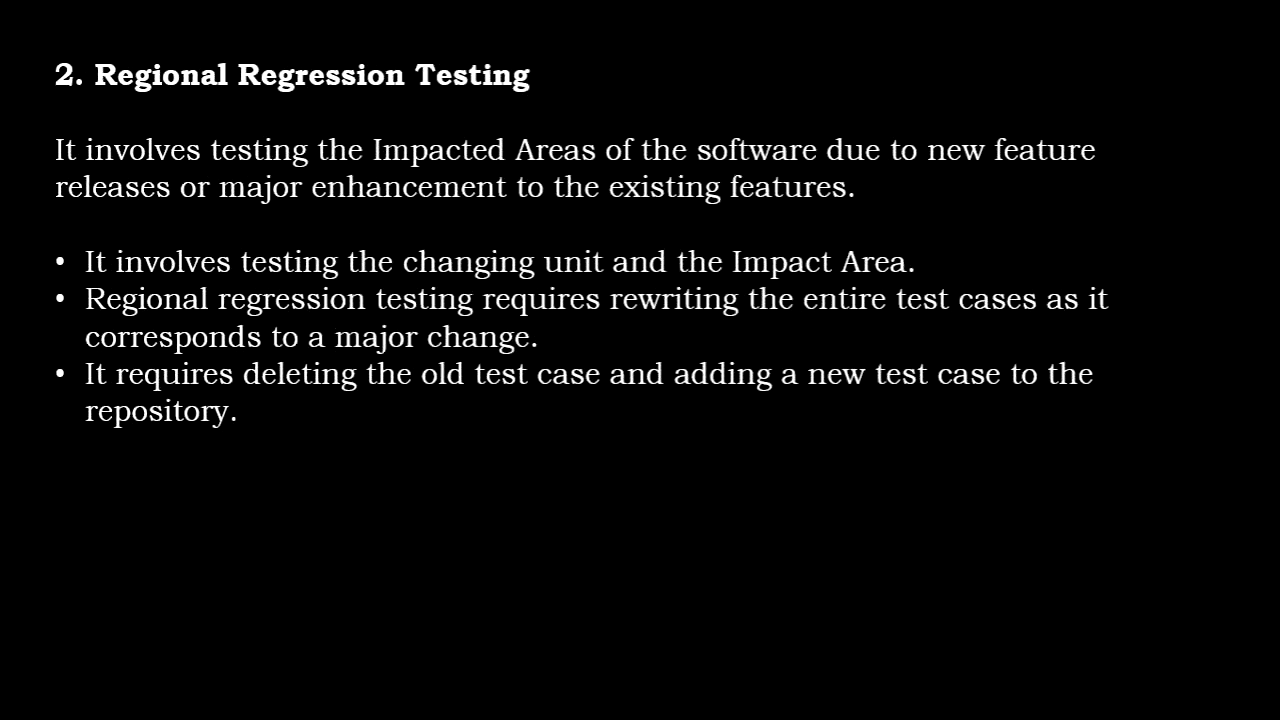 2. Regional Regression Testing
It involves testing the Impacted Areas of the software due to new feature
releases or major enhancement to the existing features.
• It involves testing the changing unit and the Impact Area.
• Regional regression testing requires rewriting the entire test cases as it
corresponds to a major change.
• It requires deleting the old test case and adding a new test case to the
repository.